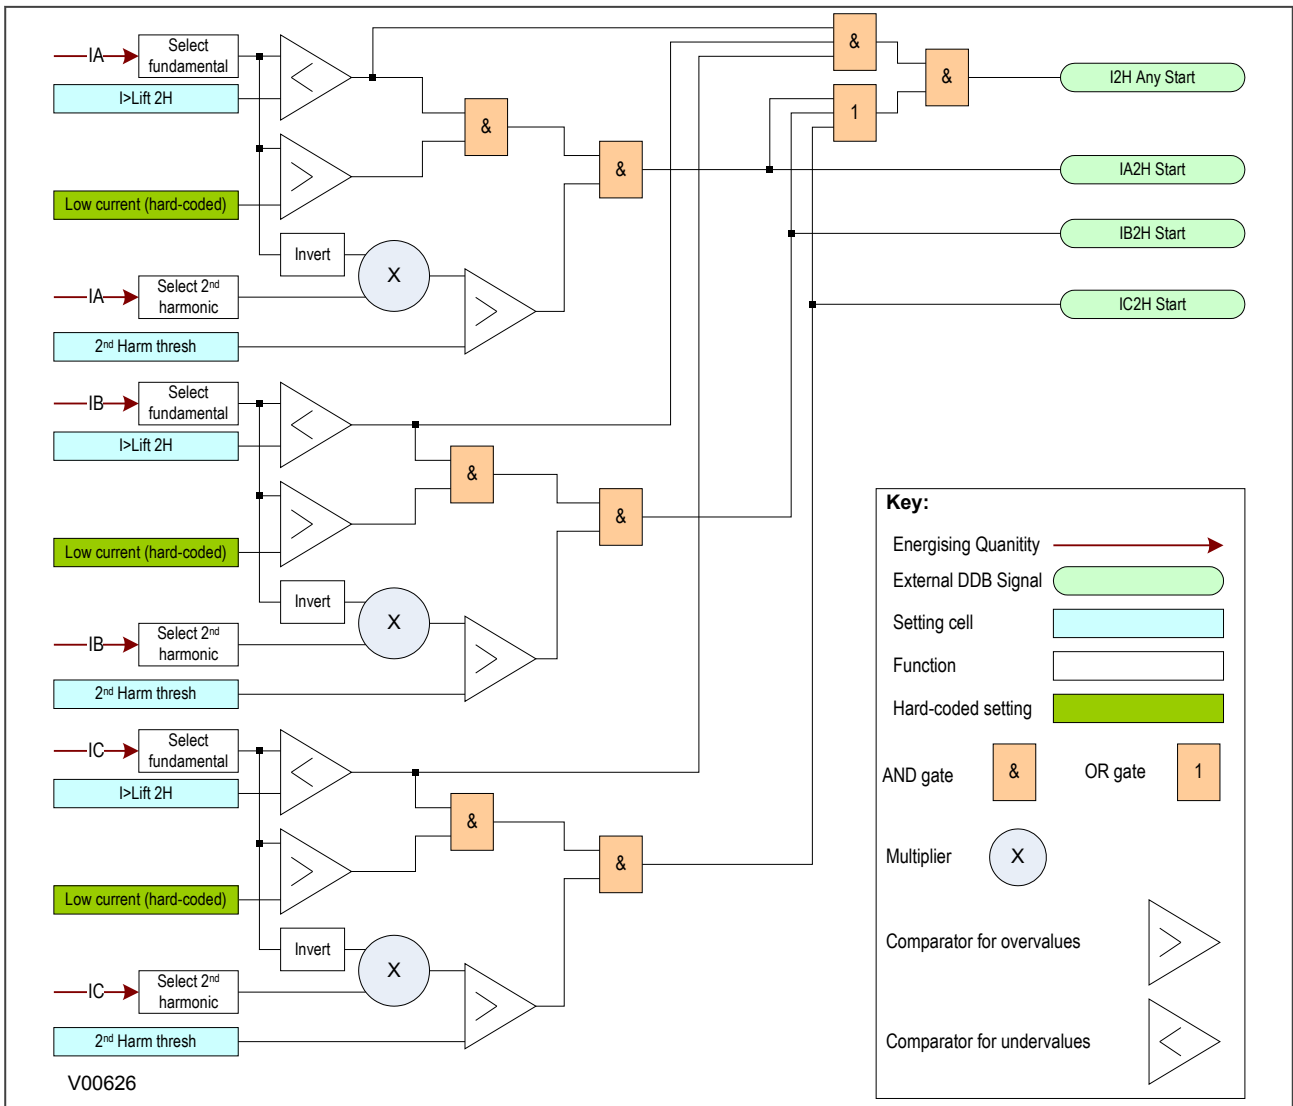 IA
Select
fundamental
I>Lift 2H
Low current (hard-coded)
Invert
X
IA
Select 2nd
harmonic
2nd Harm thresh
&
&
&
1
&
I2H Any Start
IA2H Start
IB2H Start
IC2H Start
IB
Select
fundamental
I>Lift 2H
Low current (hard-coded)
Invert
X
IB
Select 2nd
harmonic
2nd Harm thresh
&
&
IC
Select
fundamental
I>Lift 2H
Low current (hard-coded)
Invert
X
IC
Select 2nd
harmonic
2nd Harm thresh
&
&
Key:
Energising Quanitity
External DDB Signal
Setting cell
Function
Hard-coded setting
AND gate & OR gate 1
Multiplier X
Comparator for overvalues
Comparator for undervalues
V00626